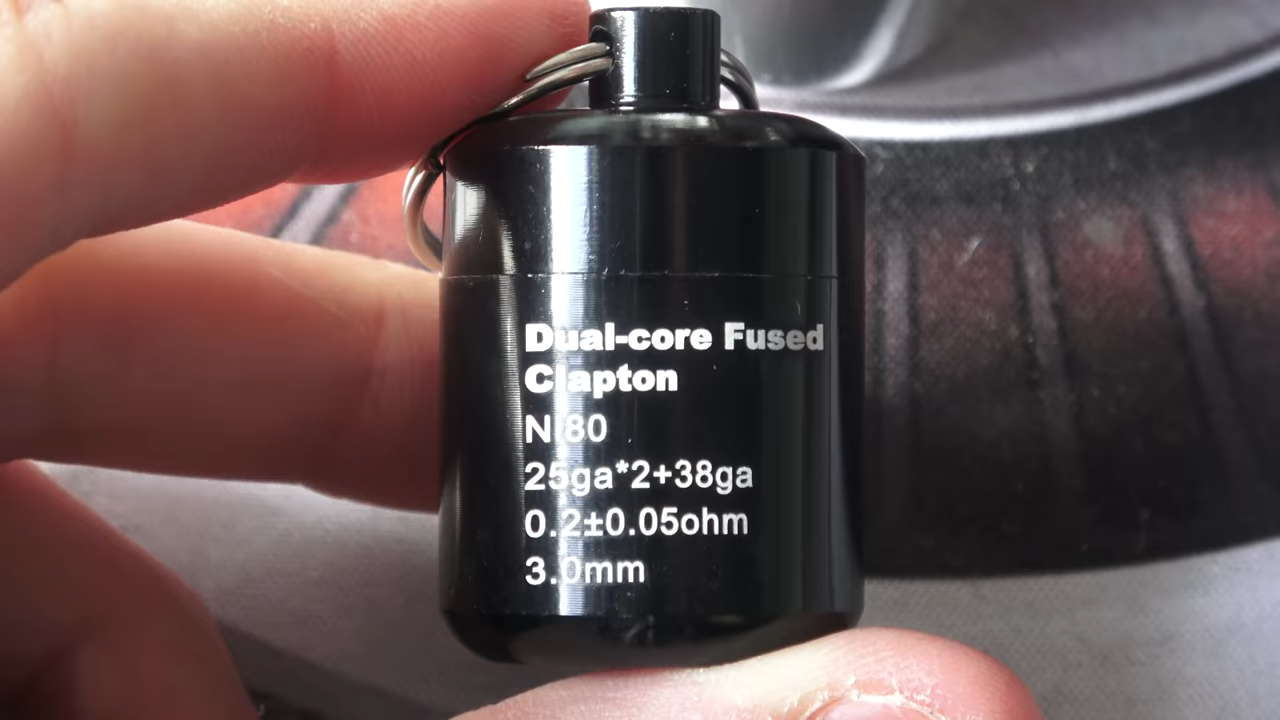 Dual-core Fused
Clapton
Ni80
25ga*2+38ga
0.2±0.05ohm
3.0mm